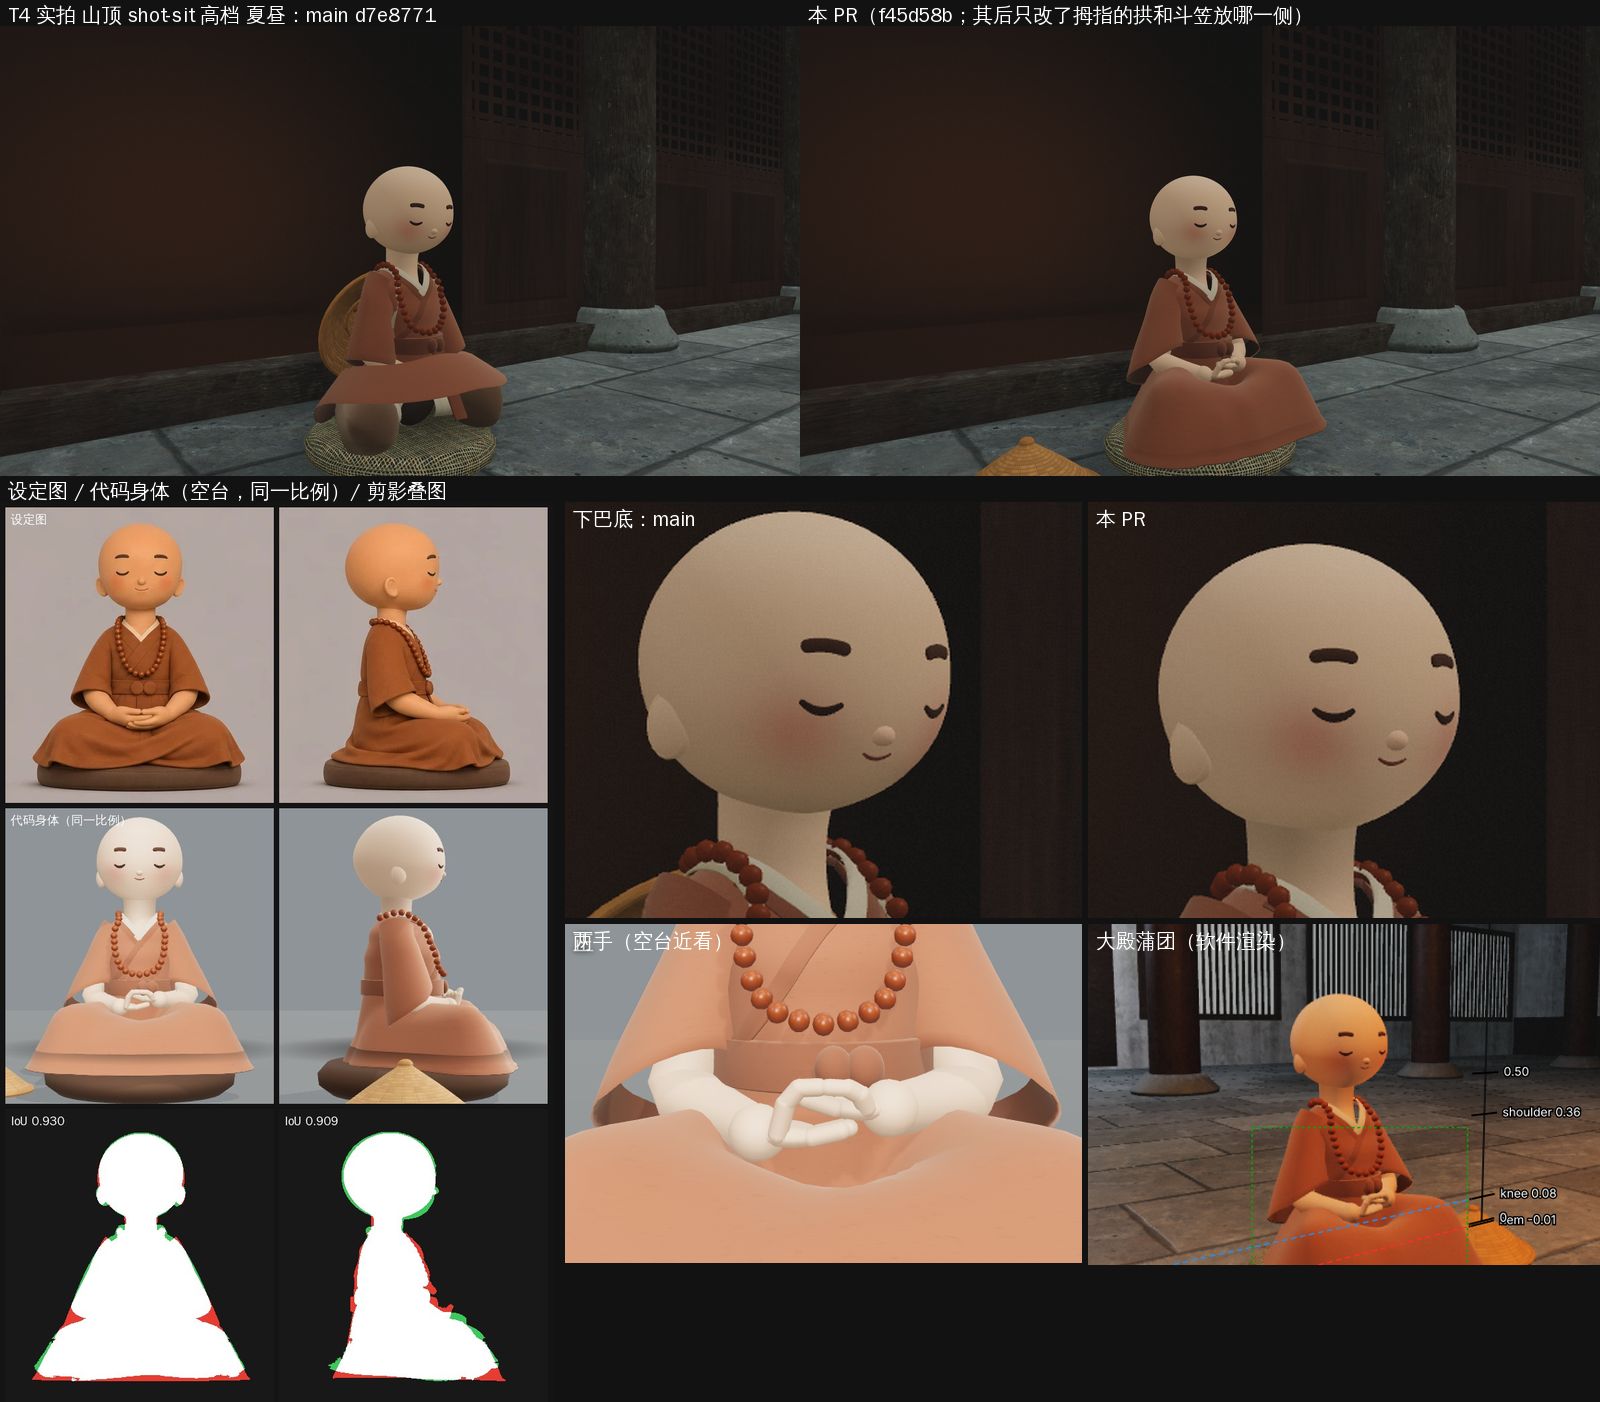 T4 实拍 山顶 shot-sit 高档 夏昼：main d7e8771
本 PR（f45d58b；其后只改了拇指的拱和斗笠放哪一侧）
设定图 / 代码身体（空台，同一比例）/ 剪影叠图
设定图
下巴底：main
本 PR
代码身体（同一比例）
两手（空台近看）
大殿蒲团（软件渲染）
0.50
shoulder 0.36
knee 0.08
IoU 0.930
IoU 0.909